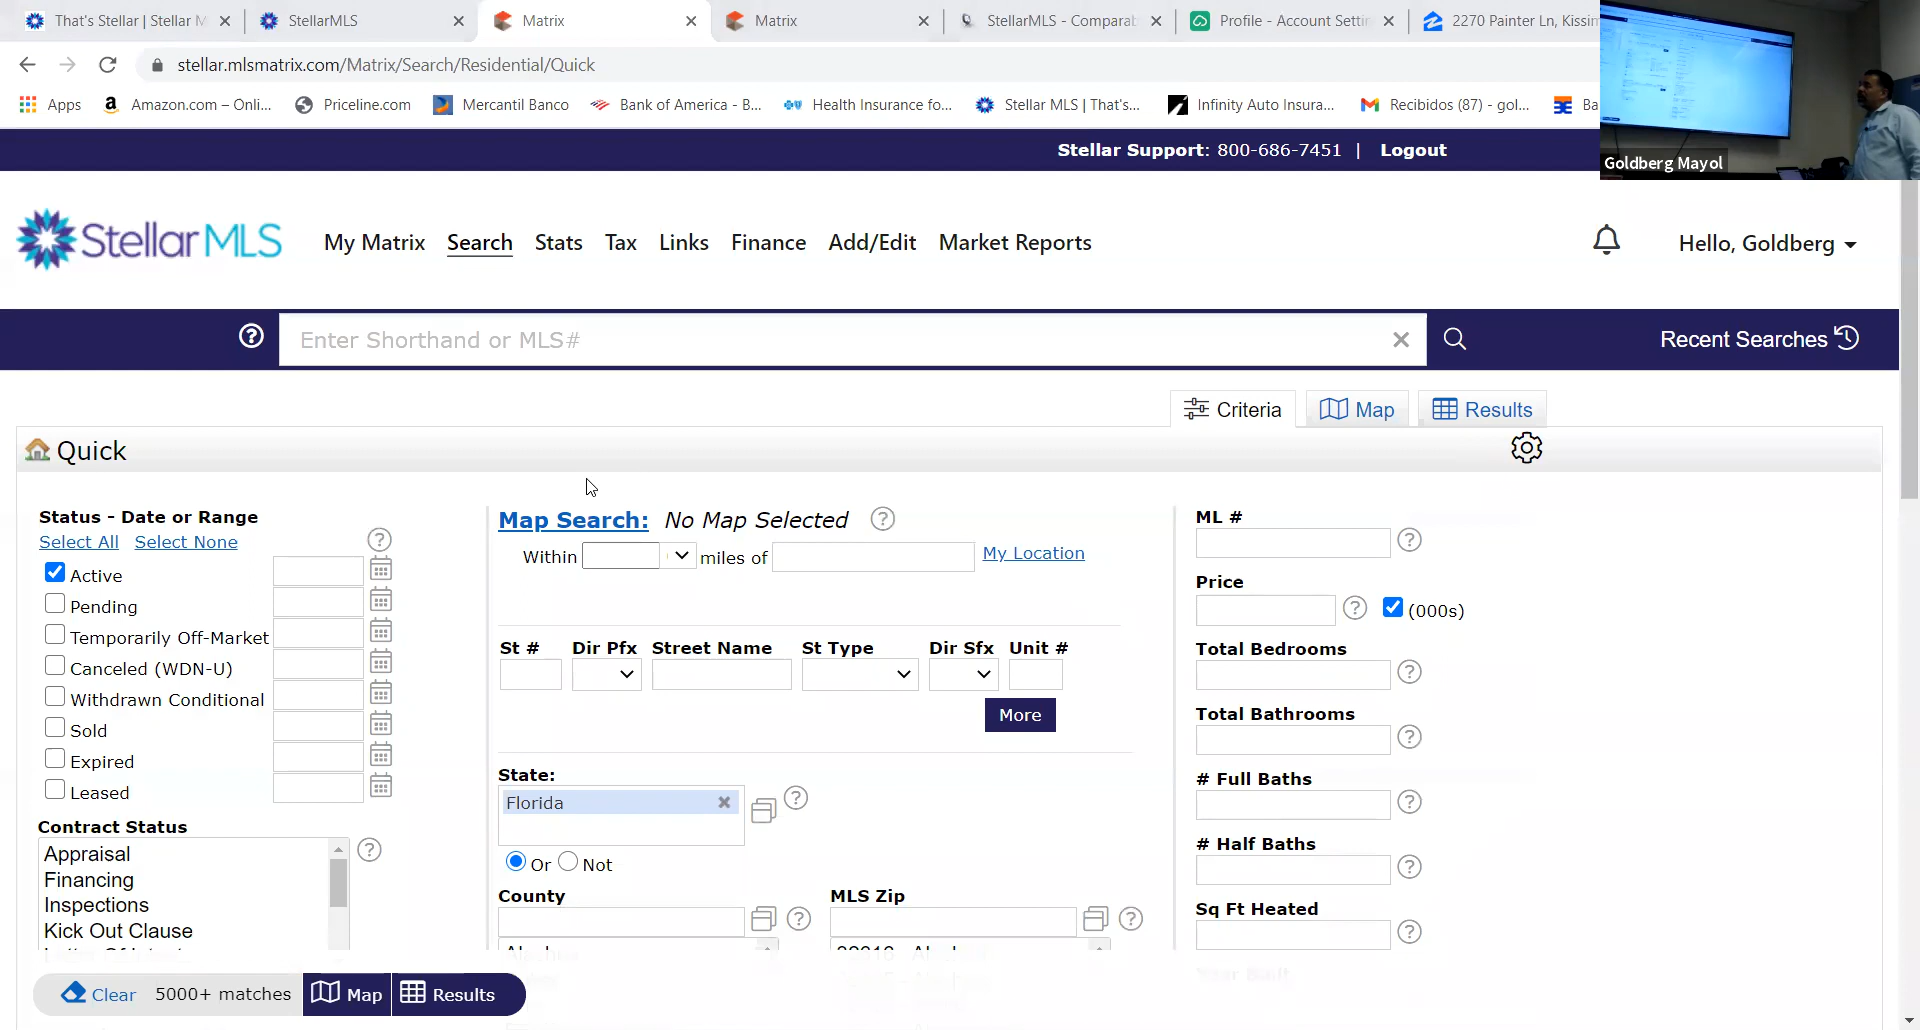 That's Stellar | Stellar M
StellarMLS
Matrix
Matrix
StellarMLS - Comparab
Profile - Account Settin
2270 Painter Ln, Kissim
stellar.mlsmatrix.com/Matrix/Search/Residential/Quick
Apps
Amazon.com – Onli...
Priceline.com
Mercantil Banco
Bank of America - B...
Health Insurance fo...
Stellar MLS | That's...
Infinity Auto Insura...
Recibidos (87) - gol...
Ba
Goldberg Mayol
Stellar Support: 800-686-7451 | Logout
StellarMLS
My Matrix Search Stats Tax Links Finance Add/Edit Market Reports
Hello, Goldberg
Enter Shorthand or MLS#
Recent Searches
Criteria Map Results
Quick
Status - Date or Range
Select All Select None
Active
Pending
Temporarily Off-Market
Canceled (WDN-U)
Withdrawn Conditional
Sold
Expired
Leased
Contract Status
Appraisal
Financing
Inspections
Kick Out Clause
Map Search: No Map Selected
Within miles of My Location
St # Dir Pfx Street Name St Type Dir Sfx Unit #
More
State:
Florida
Or Not
County
MLS Zip
ML #
Price
(000s)
Total Bedrooms
Total Bathrooms
# Full Baths
# Half Baths
Sq Ft Heated
Clear 5000+ matches Map Results